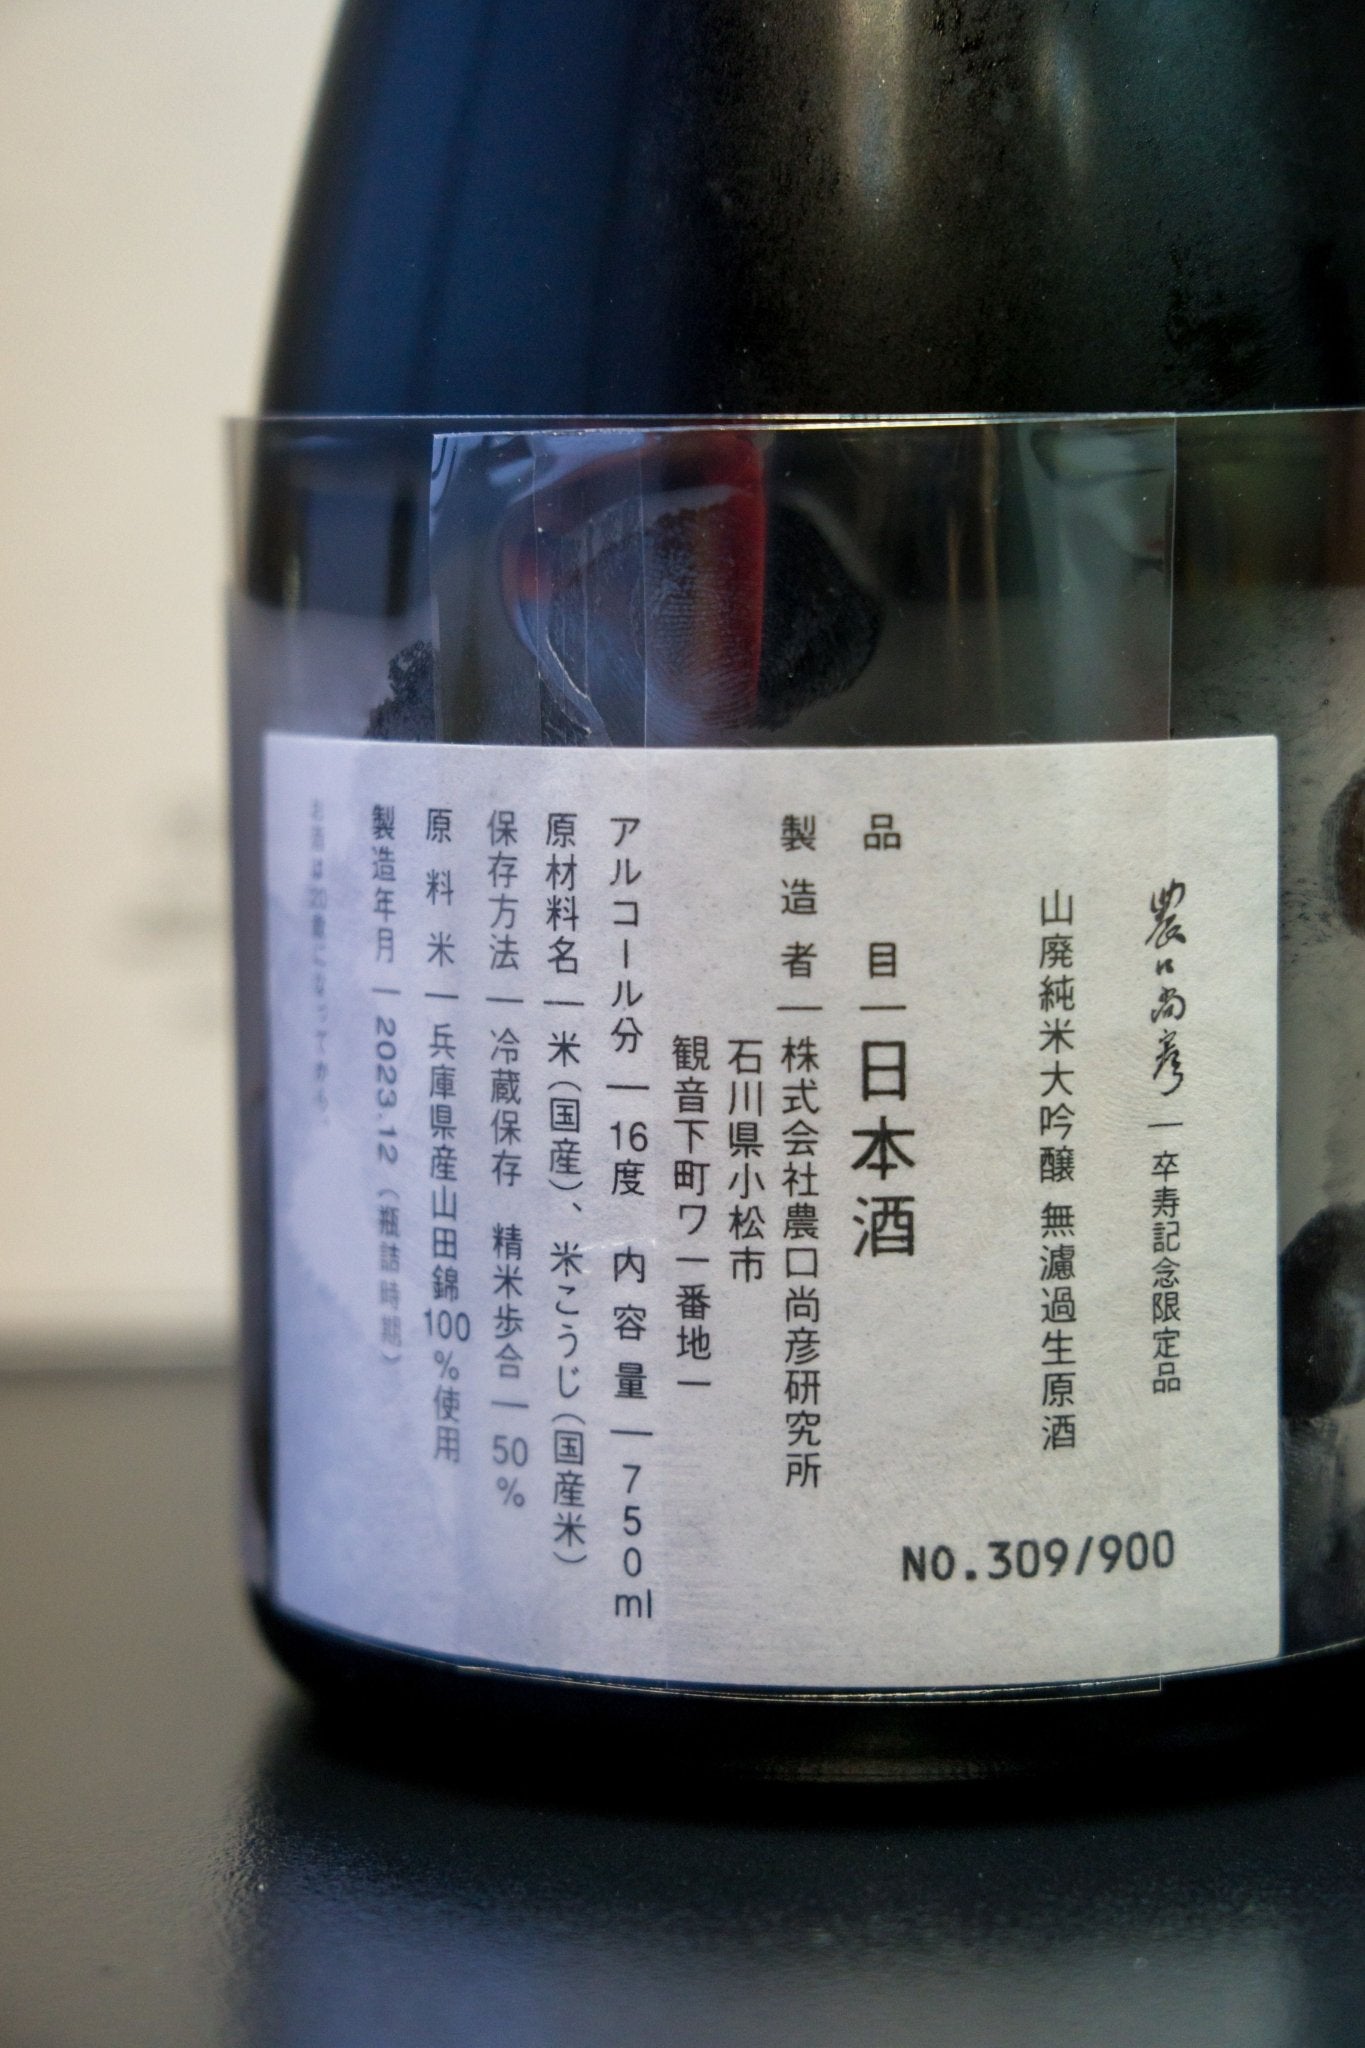 農口尚彦 ― 卒寿記念限定品
山廃純米大吟醸 無濾過生原酒
品目 ― 日本酒
製造者 ― 株式会社農口尚彦研究所
石川県小松市
観音下町ワ一番地一
アルコール分 ― 16度 内容量 ― 750ml
原材料名 ― 米(国産)、米こうじ(国産米)
保存方法 ― 冷蔵保存 精米歩合 ― 50%
原料米 ― 兵庫県産山田錦100%使用
製造年月 ― 2023.12(瓶詰時期)
お酒は20歳になってから。
NO.309/900